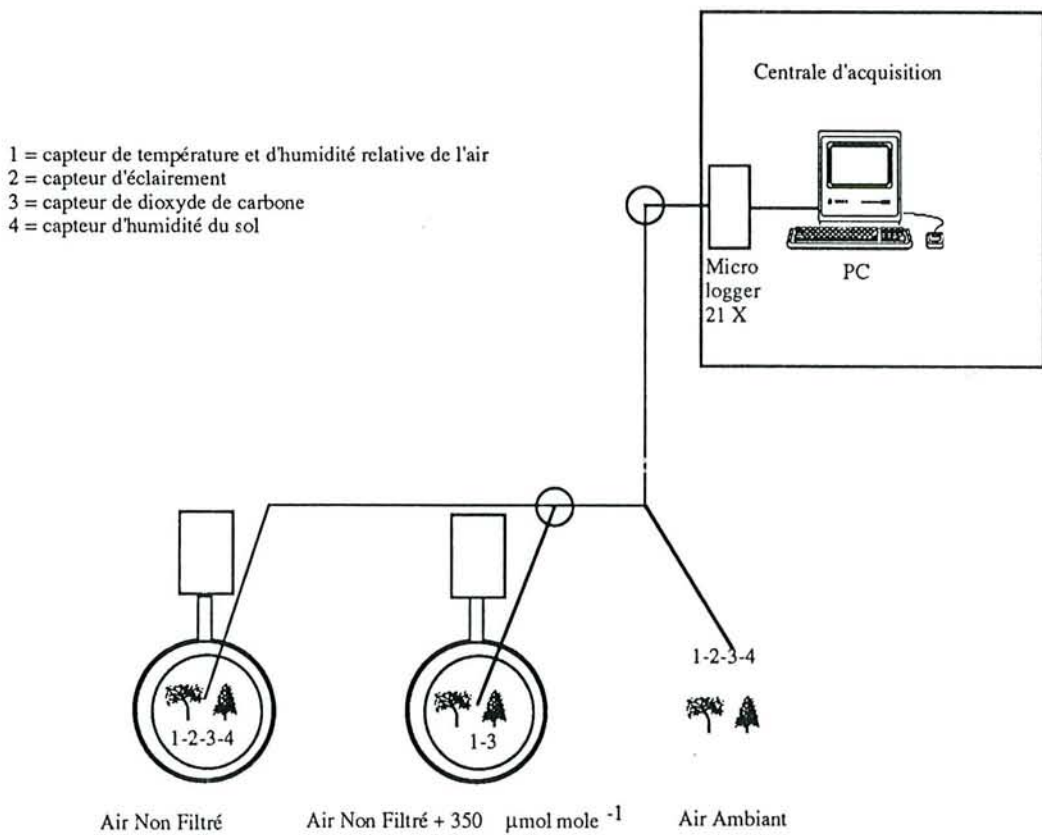 Centrale d'acquisition
1 = capteur de température et d'humidité relative de l'air
2 = capteur d'éclairement
3 = capteur de dioxyde de carbone
4 = capteur d'humidité du sol
Micro
logger
21 X
PC
1-2-3-4
1-2-3-4
1-3
Air Non Filtré
Air Non Filtré + 350 µmol mole -1
Air Ambiant